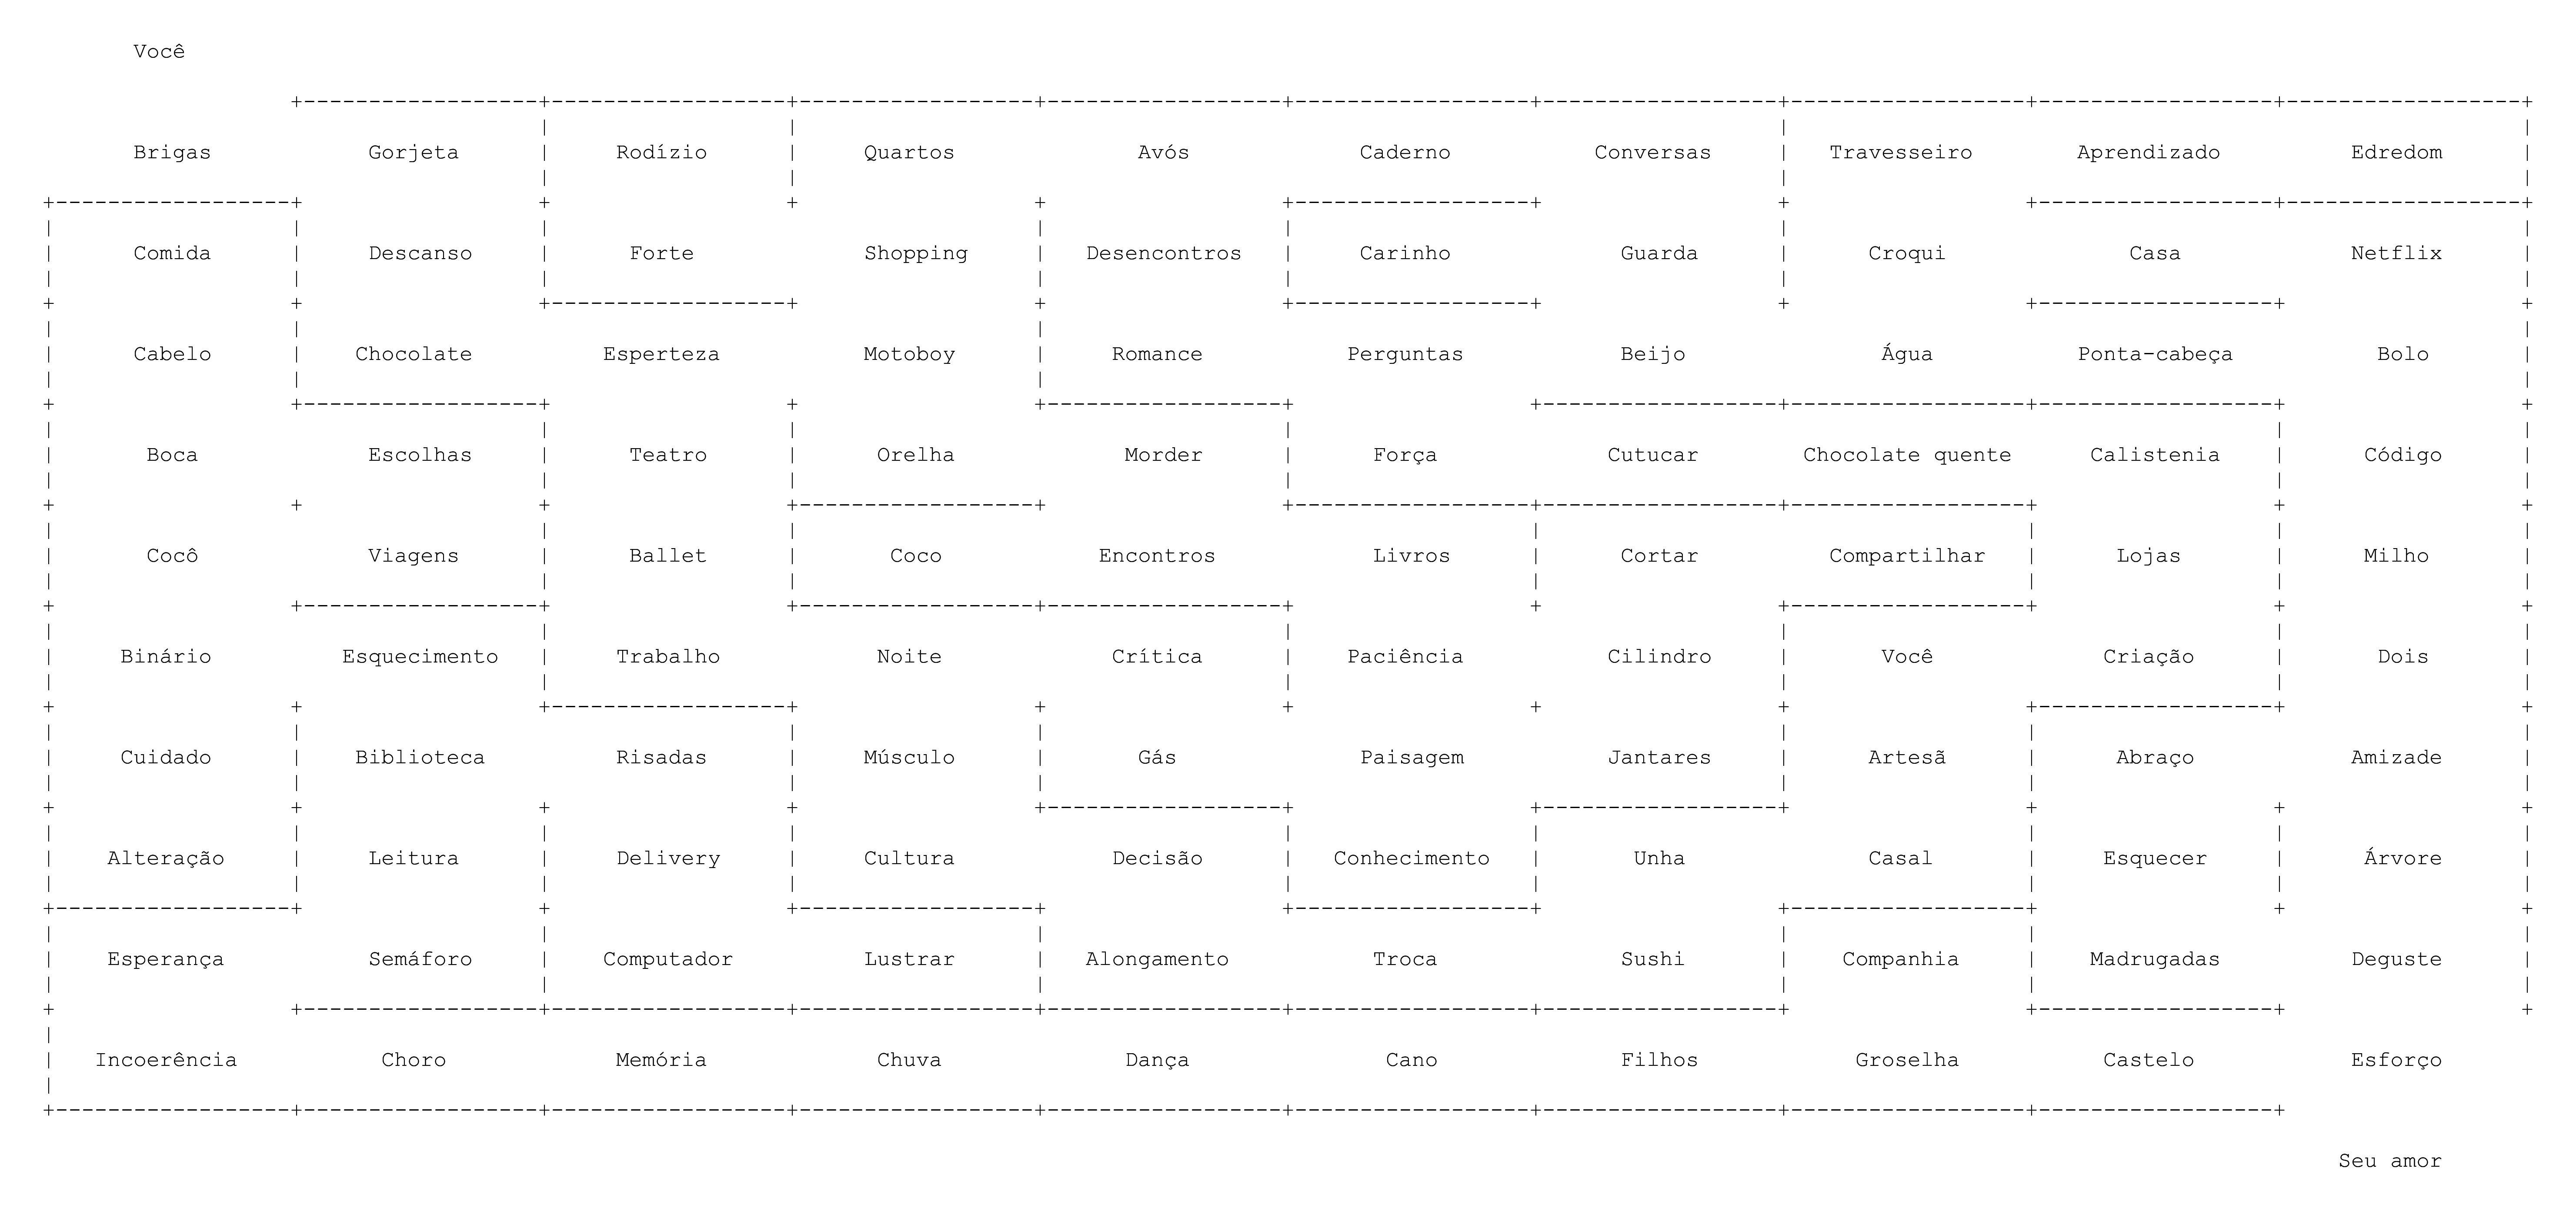 Você
Brigas Gorjeta Rodízio Quartos Avós Caderno Conversas Travesseiro Aprendizado Edredom
Comida Descanso Forte Shopping Desencontros Carinho Guarda Croqui Casa Netflix
Cabelo Chocolate Esperteza Motoboy Romance Perguntas Beijo Água Ponta-cabeça Bolo
Boca Escolhas Teatro Orelha Morder Força Cutucar Chocolate quente Calistenia Código
Cocô Viagens Ballet Coco Encontros Livros Cortar Compartilhar Lojas Milho
Binário Esquecimento Trabalho Noite Crítica Paciência Cilindro Você Criação Dois
Cuidado Biblioteca Risadas Músculo Gás Paisagem Jantares Artesã Abraço Amizade
Alteração Leitura Delivery Cultura Decisão Conhecimento Unha Casal Esquecer Árvore
Esperança Semáforo Computador Lustrar Alongamento Troca Sushi Companhia Madrugadas Deguste
Incoerência Choro Memória Chuva Dança Cano Filhos Groselha Castelo Esforço
Seu amor